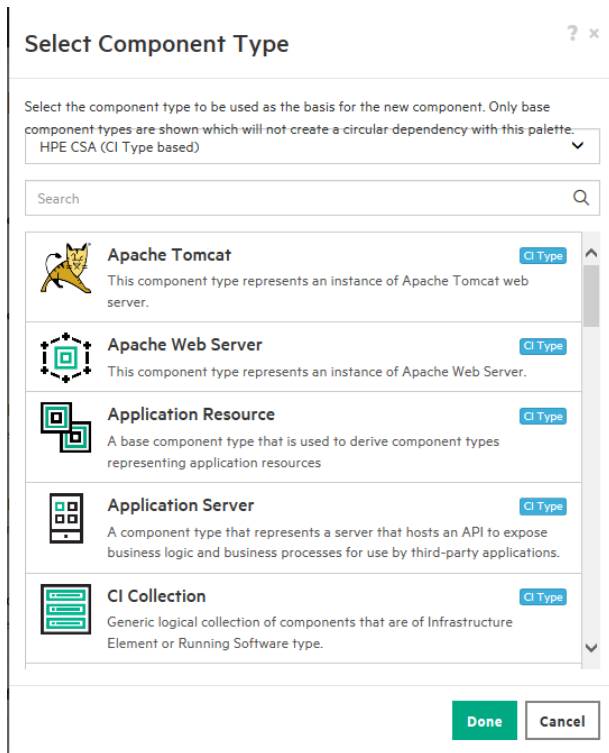 Select Component Type
? ×
Select the component type to be used as the basis for the new component. Only base
component types are shown which will not create a circular dependency with this palette.
HPE CSA (CI Type based)
Search
Apache Tomcat
CI Type
This component type represents an instance of Apache Tomcat web
server.
Apache Web Server
CI Type
This component type represents an instance of Apache Web Server.
Application Resource
CI Type
A base component type that is used to derive component types
representing application resources
Application Server
CI Type
A component type that represents a server that hosts an API to expose
business logic and business processes for use by third-party applications.
CI Collection
CI Type
Generic logical collection of components that are of Infrastructure
Element or Running Software type.
Done
Cancel